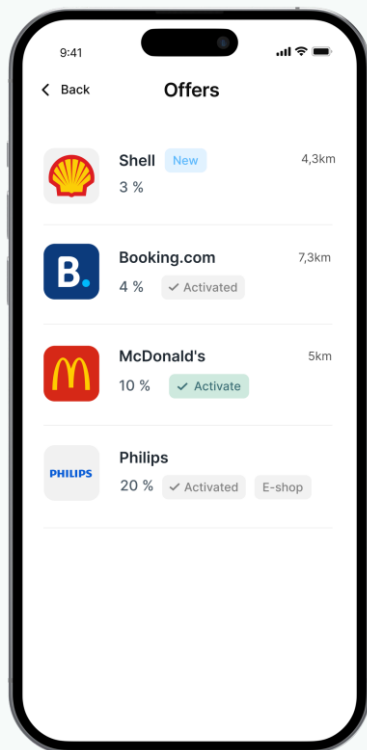 9:41
Back
Offers
Shell New 4,3km
3 %
Booking.com 7,3km
B.
4 % Activated
McDonald's 5km
10 % Activate
Philips
PHILIPS
20 % Activated E-shop